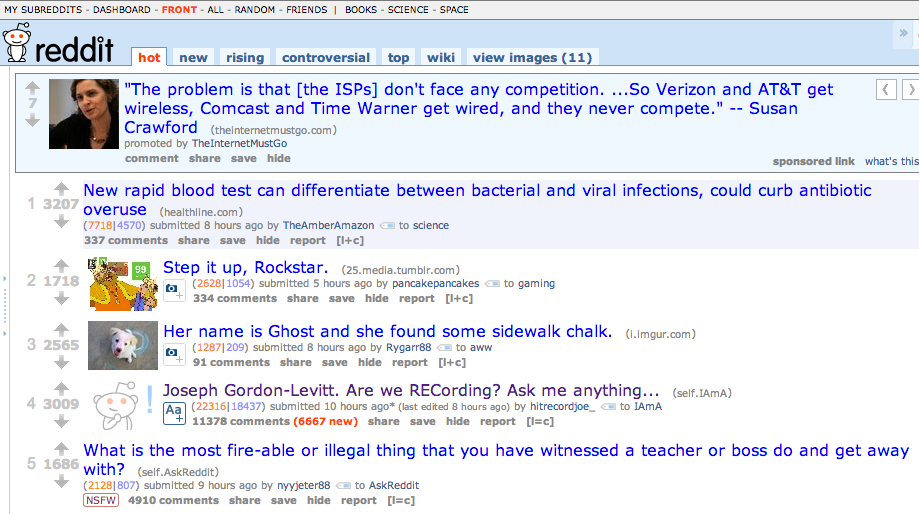 MY SUBREDDITS - DASHBOARD - FRONT - ALL - RANDOM - FRIENDS | BOOKS - SCIENCE - SPACE
reddit hot new rising controversial top wiki view images (11) »
7
"The problem is that [the ISPs] don't face any competition. ...So Verizon and AT&T get
wireless, Comcast and Time Warner get wired, and they never compete." -- Susan
Crawford (theinternetmustgo.com)
promoted by TheInternetMustGo
comment share save hide
sponsored link what's this
1 3207
New rapid blood test can differentiate between bacterial and viral infections, could curb antibiotic
overuse (healthline.com)
(7718|4570) submitted 8 hours ago by TheAmberAmazon to science
337 comments share save hide report [l+c]
2 1718
99
Step it up, Rockstar. (25.media.tumblr.com)
(2628|1054) submitted 5 hours ago by pancakepancakes to gaming
334 comments share save hide report [l+c]
3 2565
Her name is Ghost and she found some sidewalk chalk. (i.imgur.com)
(1287|209) submitted 8 hours ago by Rygarr88 to aww
91 comments share save hide report [l+c]
4 3009
Joseph Gordon-Levitt. Are we RECording? Ask me anything... (self.IAmA)
Aa (22316|18437) submitted 10 hours ago* (last edited 8 hours ago) by hitrecordjoe_ to IAmA
11378 comments (6667 new) share save hide report [l=c]
5 1686
What is the most fire-able or illegal thing that you have witnessed a teacher or boss do and get away
with? (self.AskReddit)
(2128|807) submitted 9 hours ago by nyyjeter88 to AskReddit
NSFW 4910 comments share save hide report [l=c]